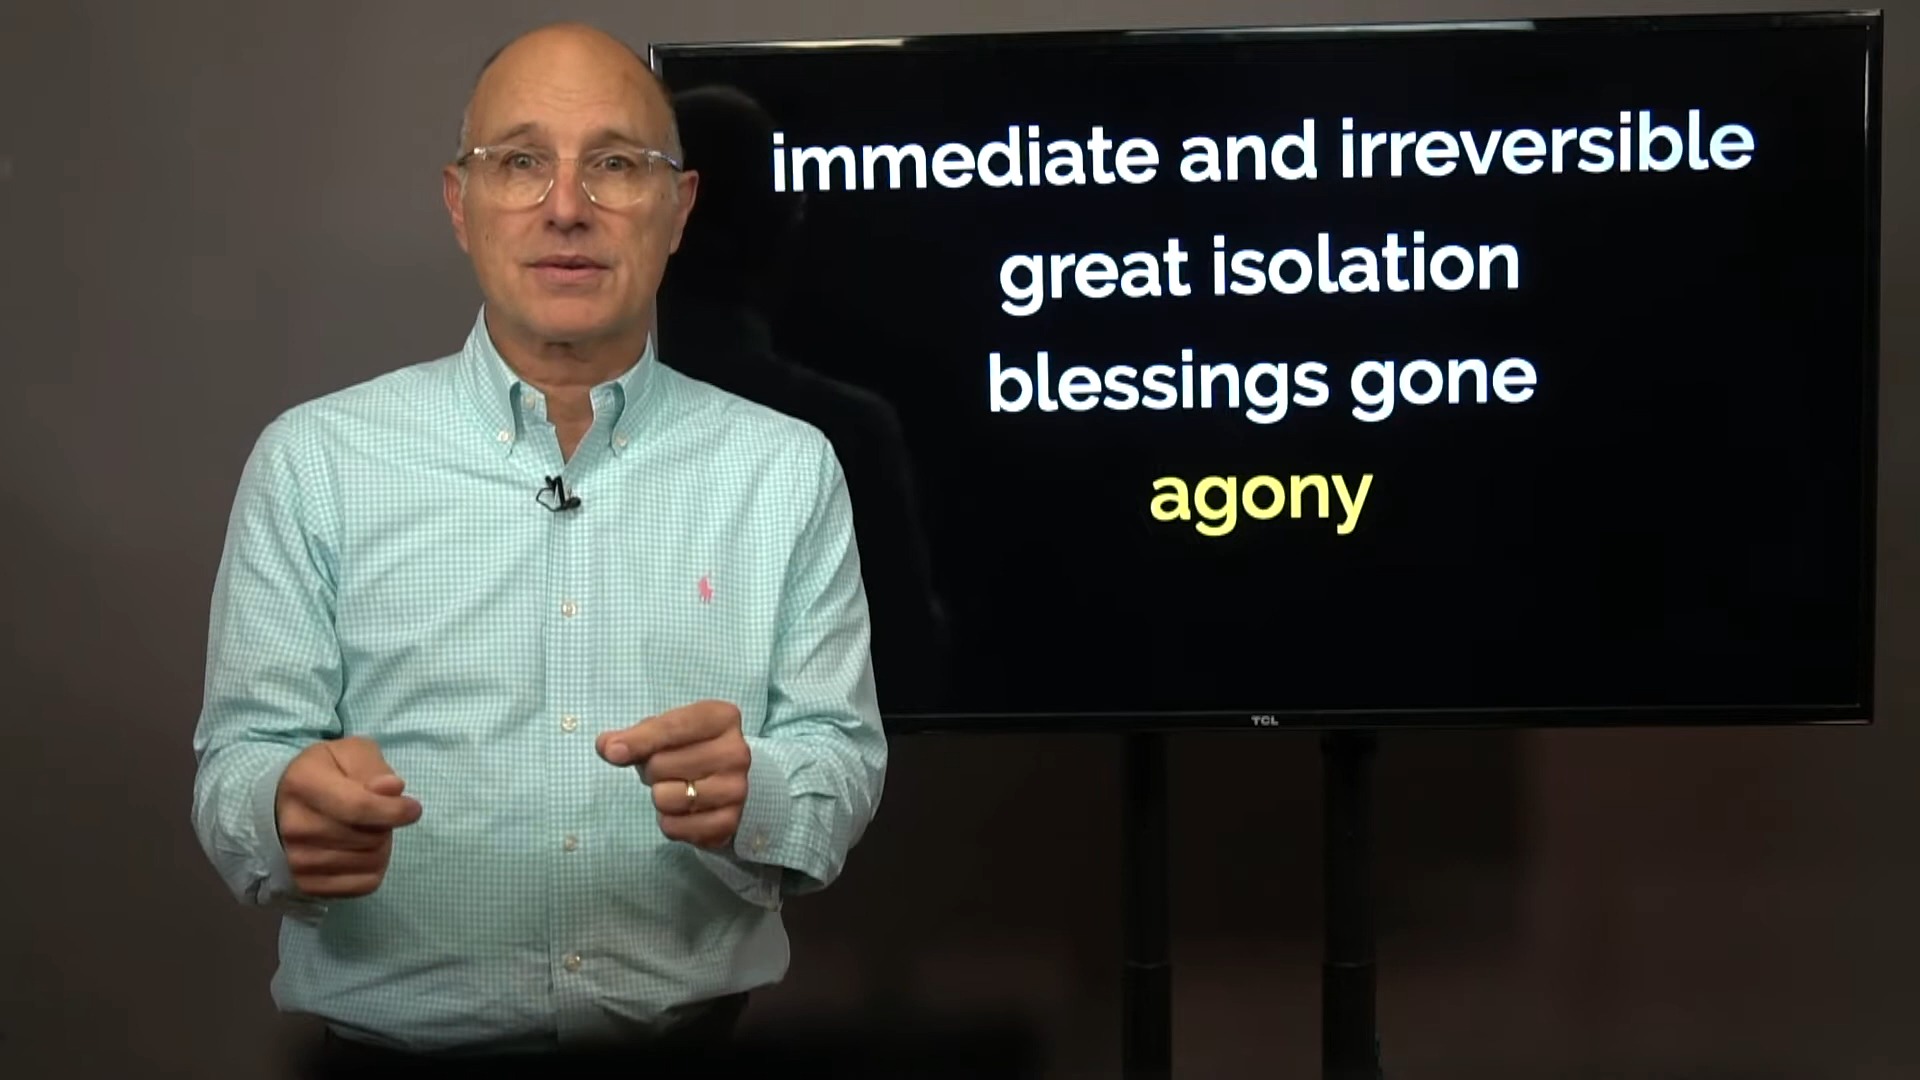 immediate and irreversible
great isolation
blessings gone
agony
TCL